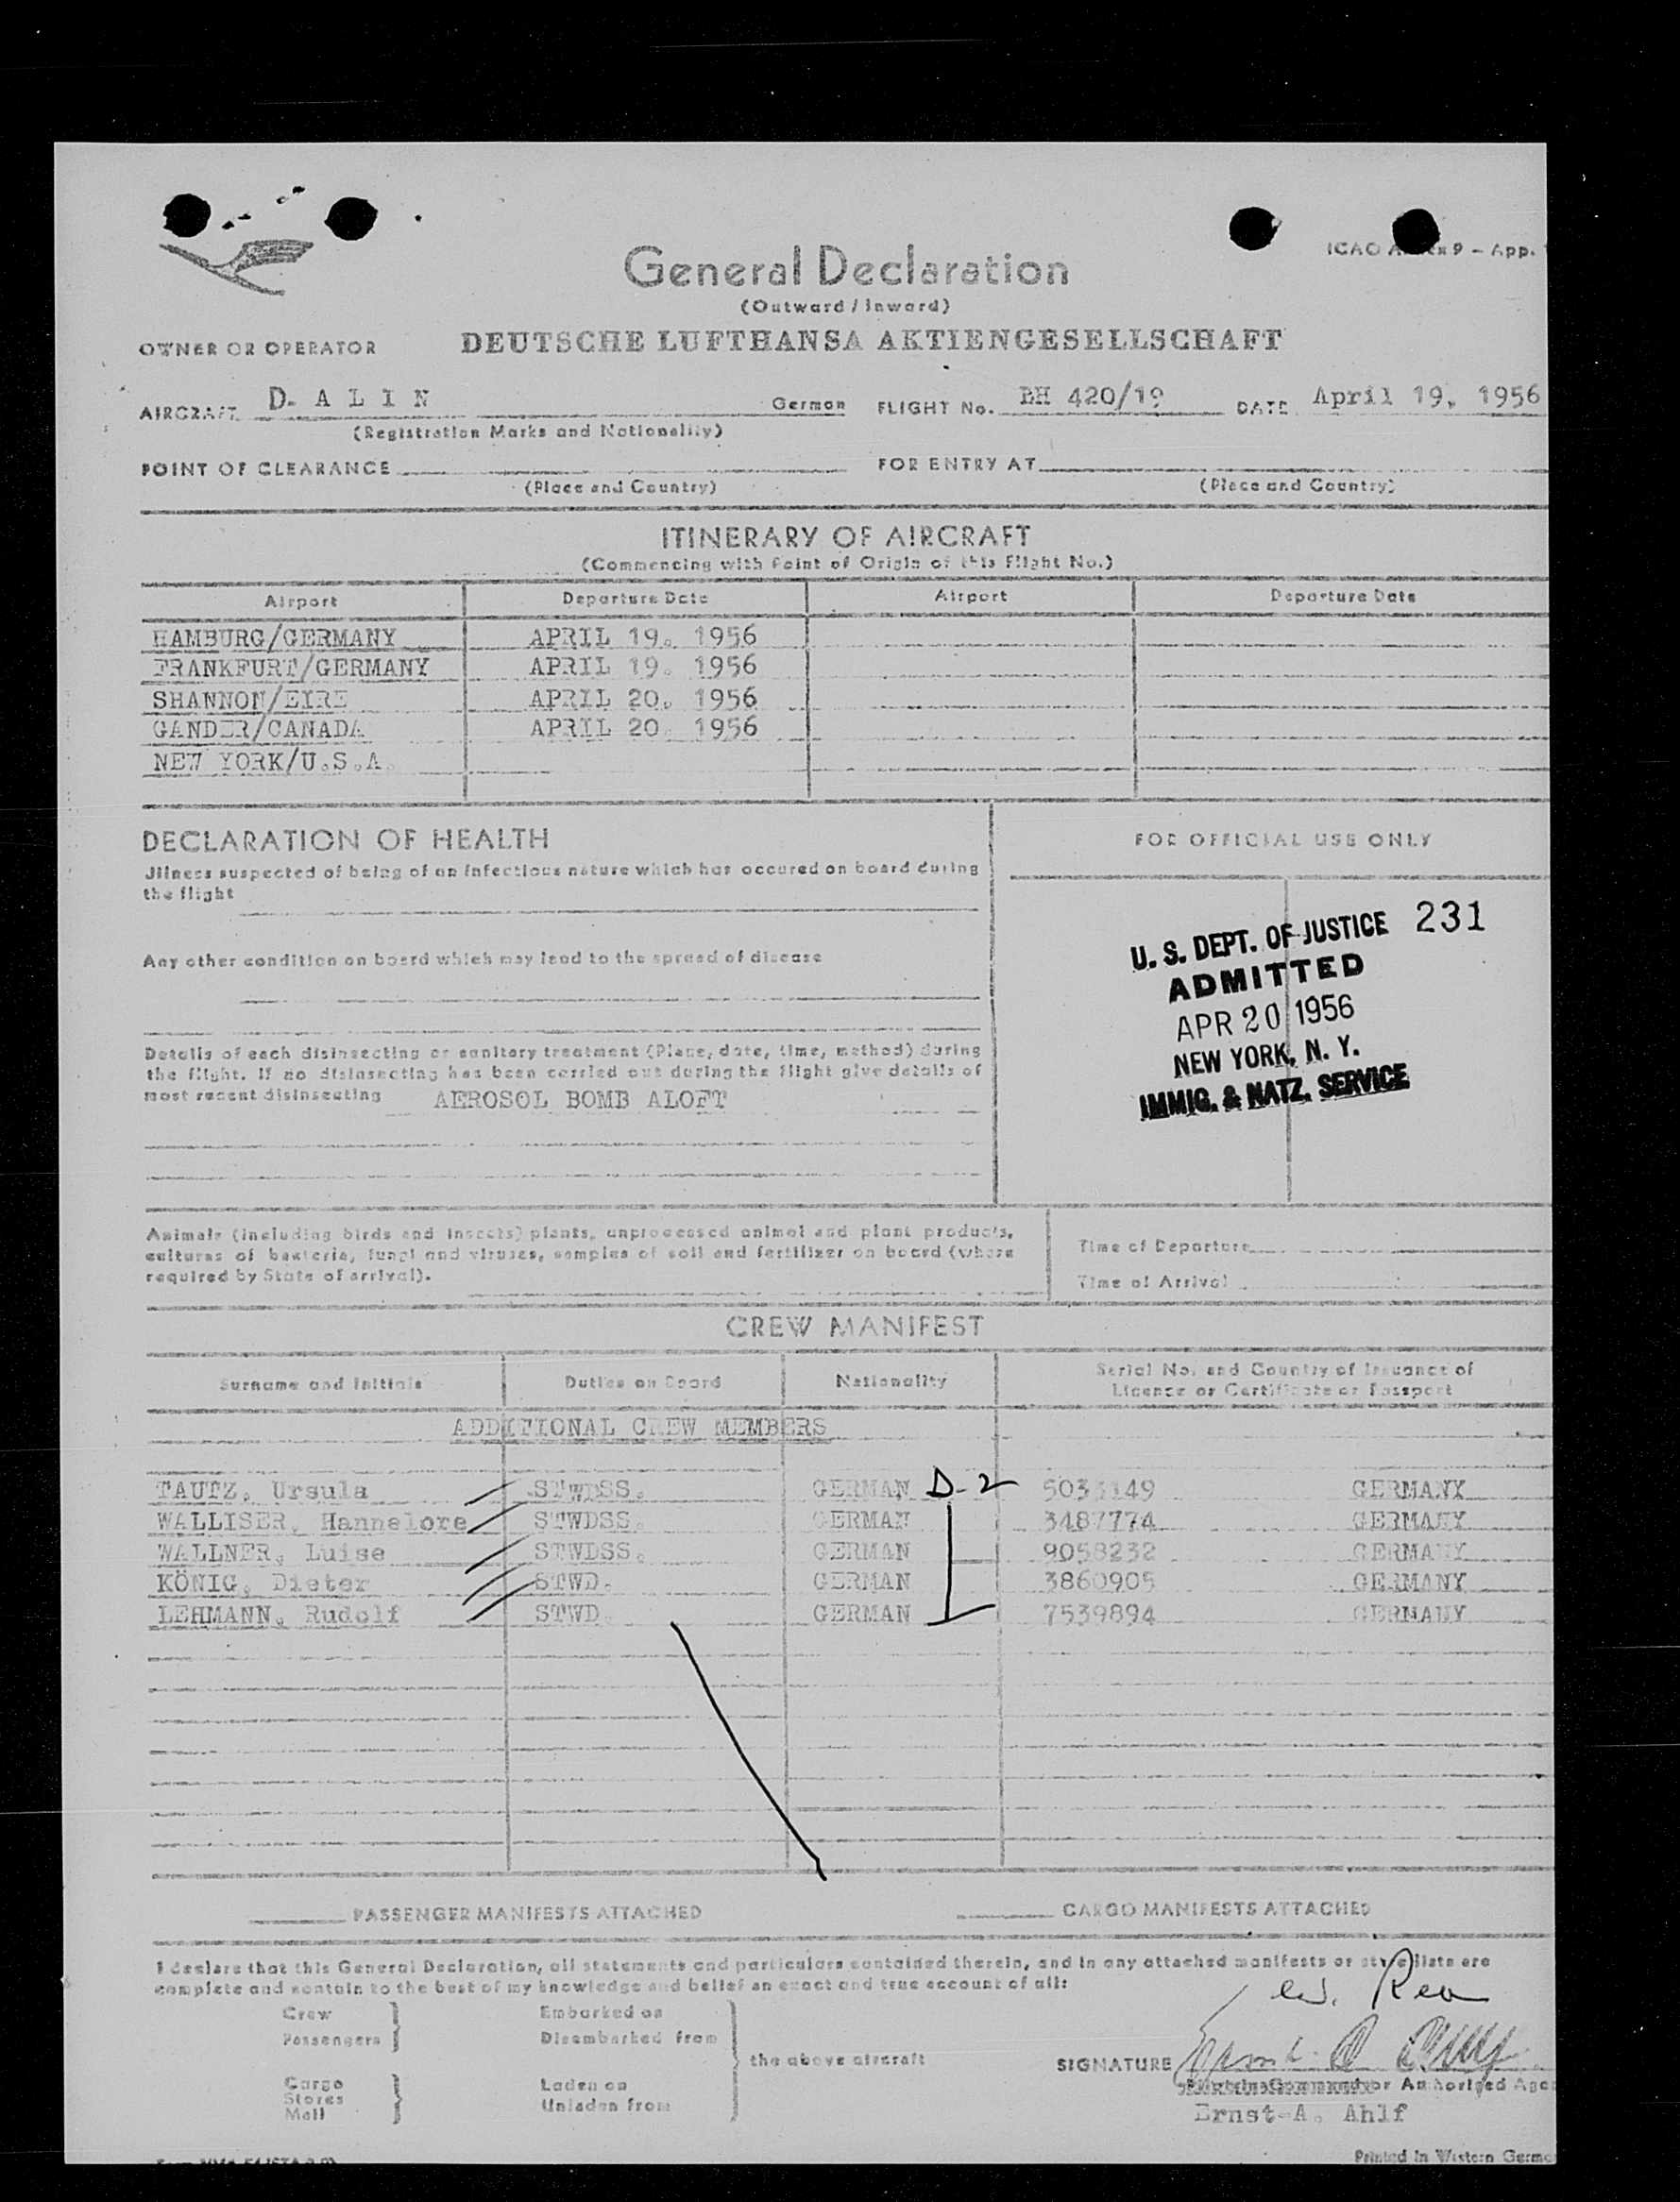 General Declaration
(Outward / Inward)
ICAO 9 – App.
OWNER OR OPERATOR DEUTSCHE LUFTHANSA AKTIENGESELLSCHAFT
AIRCRAFT D- A L I N German FLIGHT No. 420/19 DATE April 19, 1956
(Registration Marks and Nationality)
POINT OF CLEARANCE FOR ENTRY AT
(Place and Country) (Place and Country)
ITINERARY OF AIRCRAFT
(Commencing with Point of Origin of this Flight No.)
Airport Departure Date Airport Departure Date
HAMBURG/GERMANY APRIL 19. 1956
FRANKFURT/GERMANY APRIL 19. 1956
SHANNON/EIRE APRIL 20. 1956
GANDER/CANADA APRIL 20. 1956
NEW YORK/U.S.A.
DECLARATION OF HEALTH
Jllness suspected of being of an infectious nature which has occured on board during
the flight
Any other condition on board which may lead to the spread of disease
Details of each disinsecting or sanitary treatment (Place, date, time, method) during
the flight. If no disinsecting has been carried out during the flight give details of
most recent disinsecting AEROSOL BOMB ALOFT
FOR OFFICIAL USE ONLY
U. S. DEPT. OF JUSTICE 231
ADMITTED
APR 20 1956
NEW YORK, N. Y.
IMMIG. & NATZ. SERVICE
Animals (including birds and insects) plants, unprocessed animal and plant products,
cultures of bacteria, fungi and viruses, samples of soil and fertilizer on board (where
required by State of arrival).
Time of Departure
Time of Arrival
CREW MANIFEST
Surname and Initials Duties on Board Nationality Serial No. and Country of Issuance of
Licence or Certificate or Passport
ADDITIONAL CREW MEMBERS
TAUTZ, Ursula STWDSS. GERMAN D-2 GERMANY
WALLISER, Hannelore STWDSS. GERMAN 3487774 GERMANY
WALLNER, Luise STWDSS. GERMAN 9058232 GERMANY
KÖNIG, Dieter STWD. GERMAN 3860905 GERMANY
LEHMANN, Rudolf STWD. GERMAN 7539894 GERMANY
PASSENGER MANIFESTS ATTACHED CARGO MANIFESTS ATTACHED
I declare that this General Declaration, all statements and particulars contained therein, and in any attached manifests or lists are
complete and contain to the best of my knowledge and belief an exact and true account of all:
Crew
Passengers
Embarked on
Disembarked from
the above aircraft
Cargo
Stores
Mail
Laden on
Unladen from
SIGNATURE
or Authorised
Ernst-A. Ahlf
Printed in Western